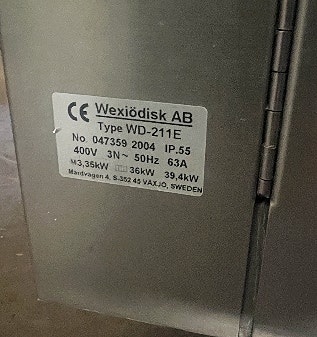 CE Wexiödisk AB
Type WD-211E
No. 047359 2004 IP.55
400V 3N~ 50Hz 63A
M3,35kW 36kW 39,4kW
Mårdvägen 4, S-352 45 VÄXJÖ, SWEDEN